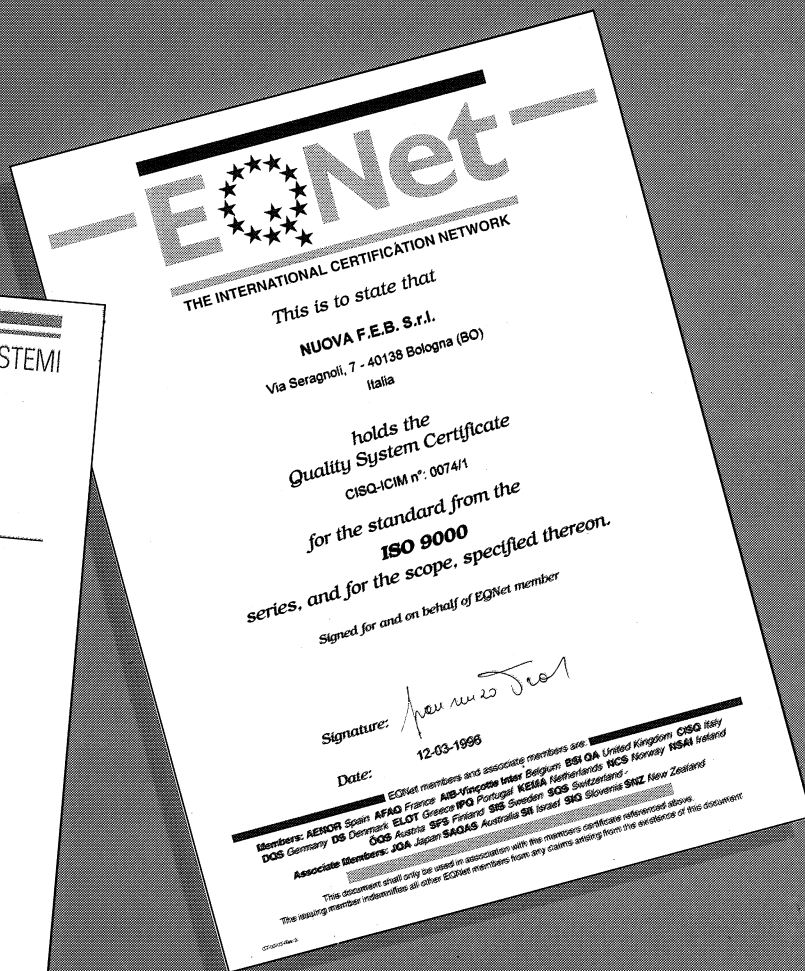 STEMI
EQNet
THE INTERNATIONAL CERTIFICATION NETWORK
This is to state that
NUOVA F.E.B. S.r.l.
Via Seragnoli, 7 - 40138 Bologna (BO)
Italia
holds the
Quality System Certificate
CISQ-ICIM n°: 0074/1
for the standard from the
ISO 9000
series, and for the scope, specified thereon.
Signed for and on behalf of EQNet member
Signature:
Date: 12-03-1996
EQNet members and associate members are:
Members: AENOR Spain AFAQ France AIB-Vinçotte Inter Belgium BSI QA United Kingdom CISQ Italy
DQS Germany DS Denmark ELOT Greece IPQ Portugal KEMA Netherlands NCS Norway NSAI Ireland
ÖQS Austria SFS Finland SIS Sweden SQS Switzerland -
Associate Members: JQA Japan SAQAS Australia SII Israel SIQ Slovenia SNZ New Zealand
This document shall only be used in association with the members certificate referenced above.
The issuing member indemnifies all other EQNet members from any claims arising from the existence of this document